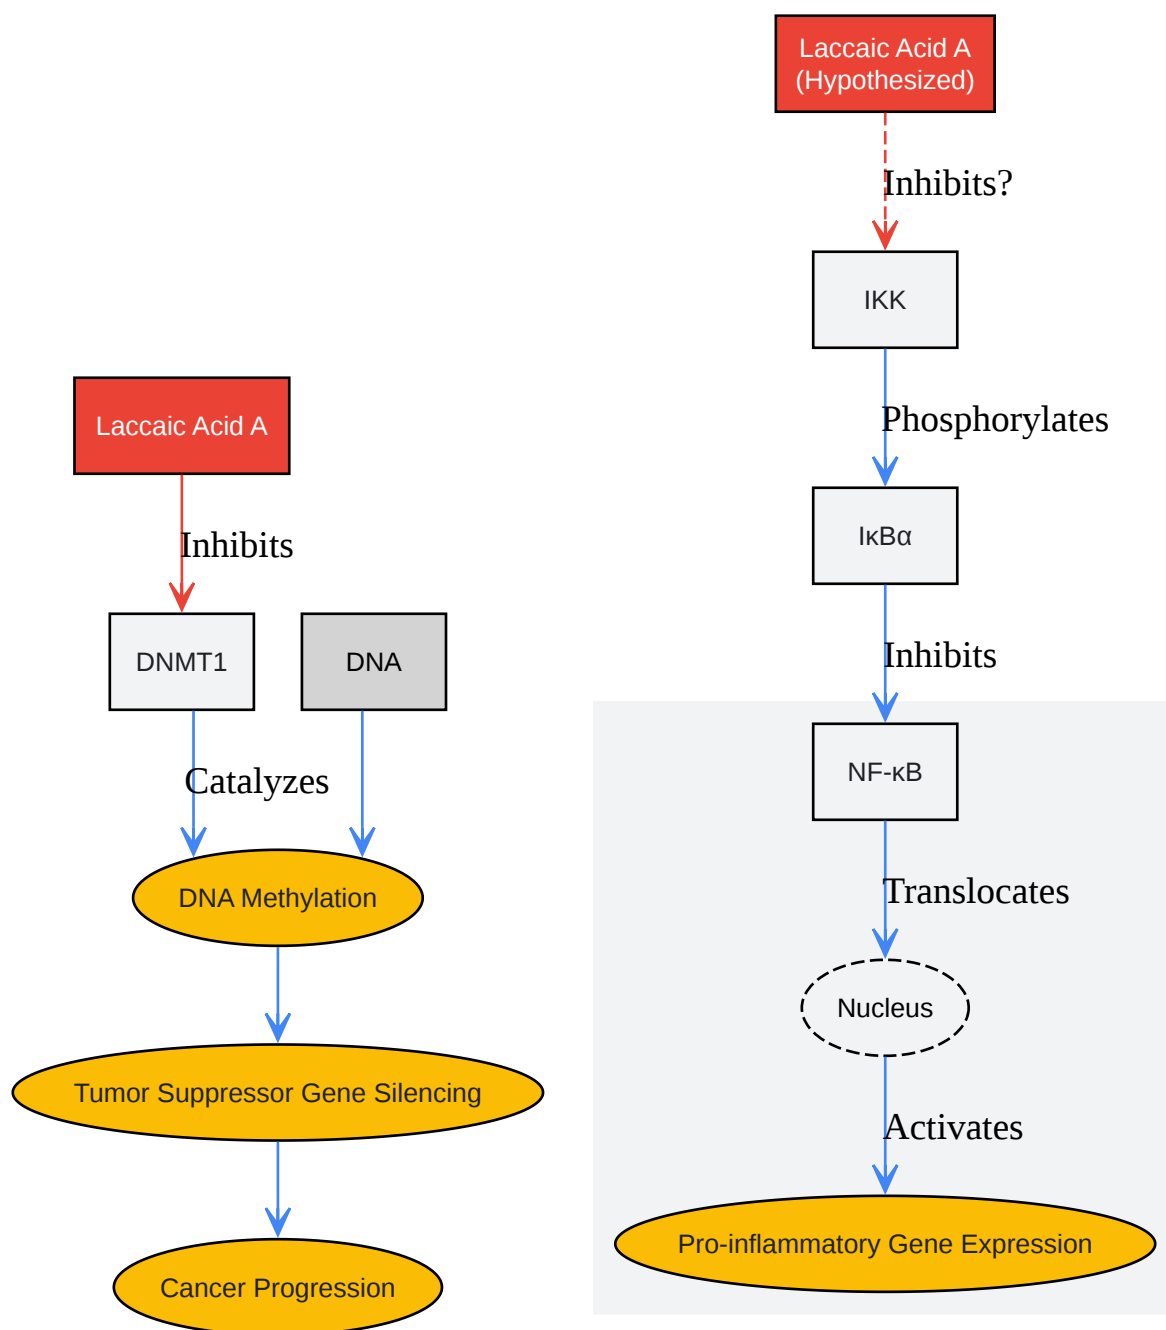 Laccaic Acid A
Inhibits
DNMT1
DNA
Catalyzes
DNA Methylation
Tumor Suppressor Gene Silencing
Cancer Progression
Laccaic Acid A
(Hypothesized)
Inhibits?
IKK
Phosphorylates
IκBα
Inhibits
NF-κB
Translocates
Nucleus
Activates
Pro-inflammatory Gene Expression